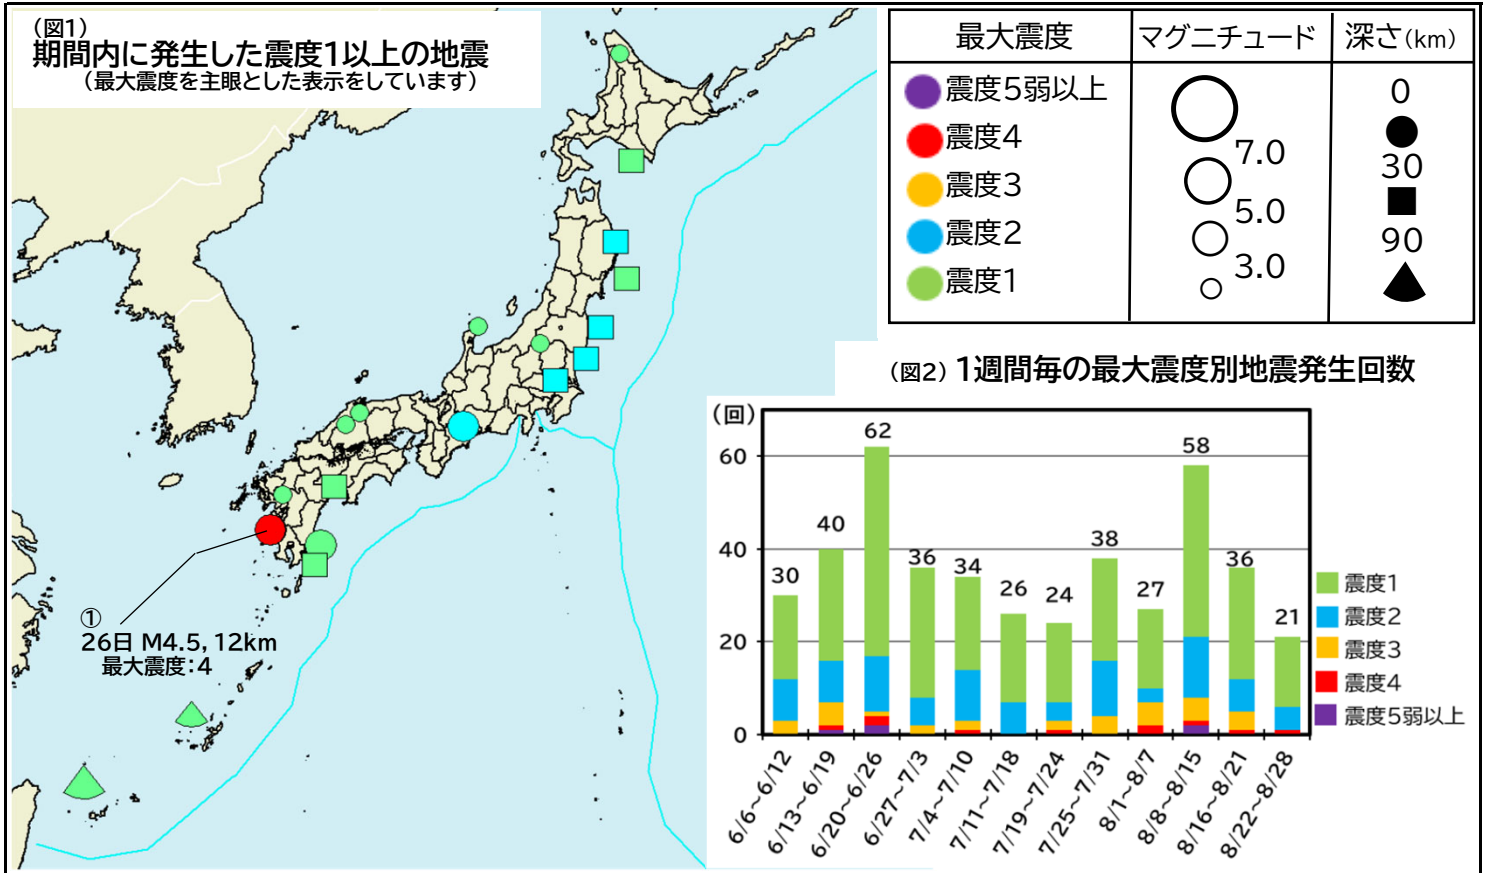 (図1)
期間内に発生した震度1以上の地震
(最大震度を主眼とした表示をしています)
①
26日 M4.5, 12km
最大震度:4
最大震度 マグニチュード 深さ(km)
震度5弱以上
震度4
震度3
震度2
震度1
7.0
5.0
3.0
0
30
90
(図2) 1週間毎の最大震度別地震発生回数
(回)
60
40
20
0
30
40
62
36
34
26
24
38
27
58
36
21
6/6~6/12
6/13~6/19
6/20~6/26
6/27~7/3
7/4~7/10
7/11~7/18
7/19~7/24
7/25~7/31
8/1~8/7
8/8~8/15
8/16~8/21
8/22~8/28
震度1
震度2
震度3
震度4
震度5弱以上